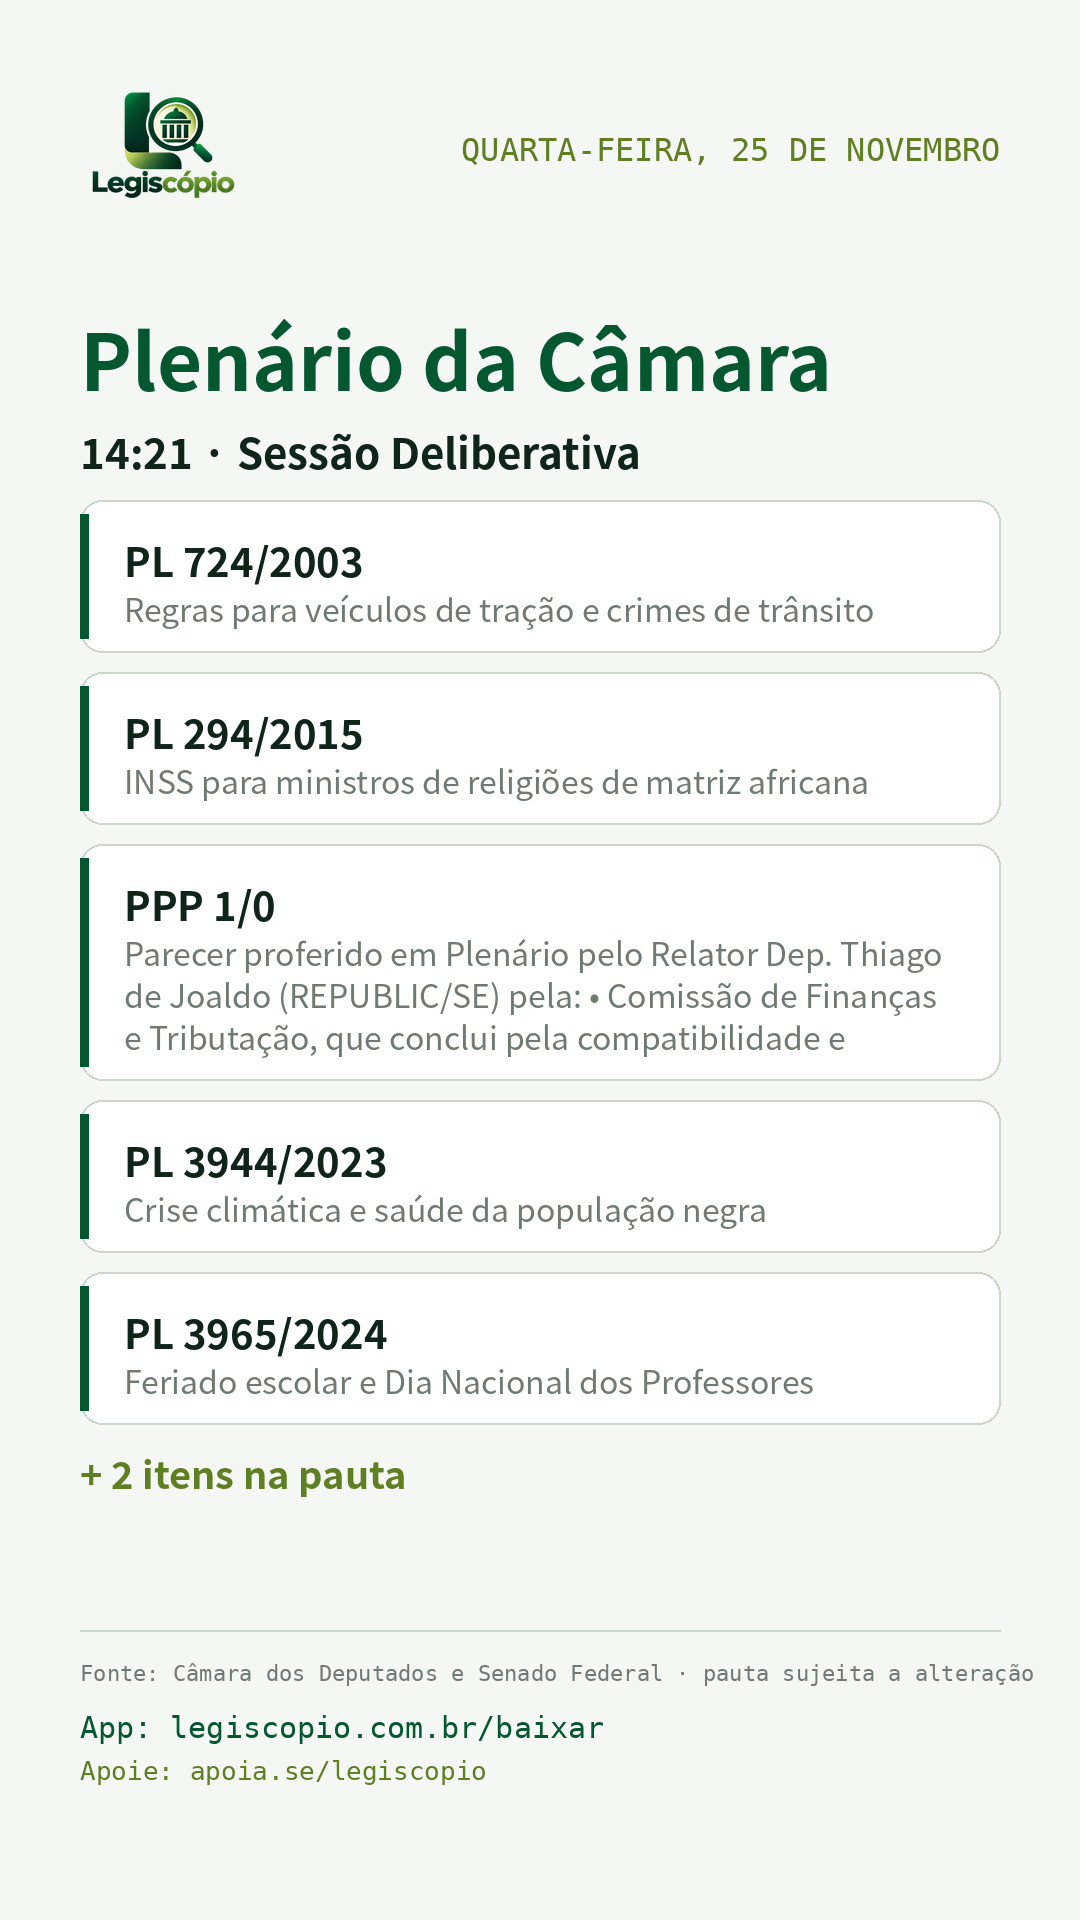 Legiscópio
QUARTA-FEIRA, 25 DE NOVEMBRO
Plenário da Câmara
14:21 · Sessão Deliberativa
PL 724/2003
Regras para veículos de tração e crimes de trânsito
PL 294/2015
INSS para ministros de religiões de matriz africana
PPP 1/0
Parecer proferido em Plenário pelo Relator Dep. Thiago
de Joaldo (REPUBLIC/SE) pela: • Comissão de Finanças
e Tributação, que conclui pela compatibilidade e
PL 3944/2023
Crise climática e saúde da população negra
PL 3965/2024
Feriado escolar e Dia Nacional dos Professores
+ 2 itens na pauta
Fonte: Câmara dos Deputados e Senado Federal · pauta sujeita a alteração
App: legiscopio.com.br/baixar
Apoie: apoia.se/legiscopio